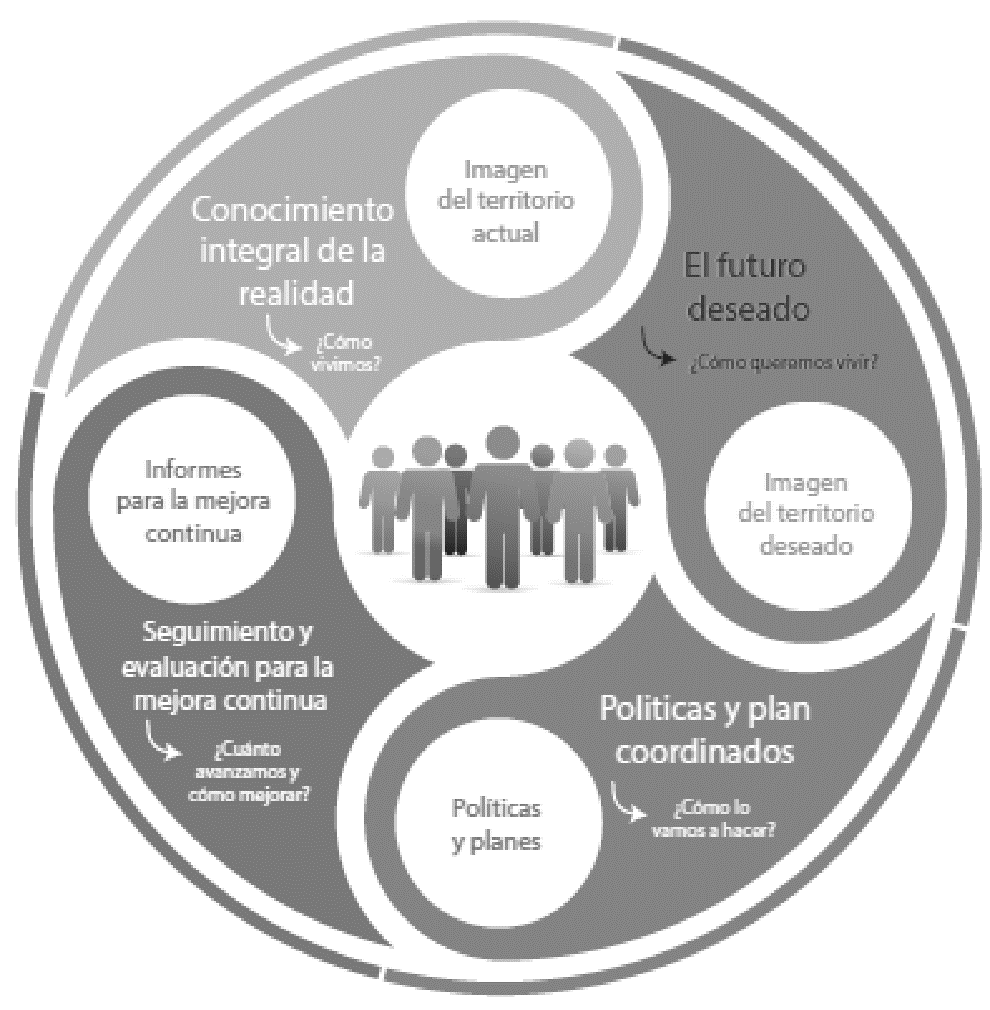 Imagen
del territorio
actual
Conocimiento
integral de la
realidad
¿Cómo
vivimos?
El futuro
deseado
¿Cómo queremos vivir?
Imagen
del territorio
deseado
Políticas y plan
coordinados
¿Cómo lo
vamos a hacer?
Políticas
y planes
Informes
para la mejora
continua
Seguimiento y
evaluación para la
mejora continua
¿Cuánto
avanzamos y
cómo mejorar?